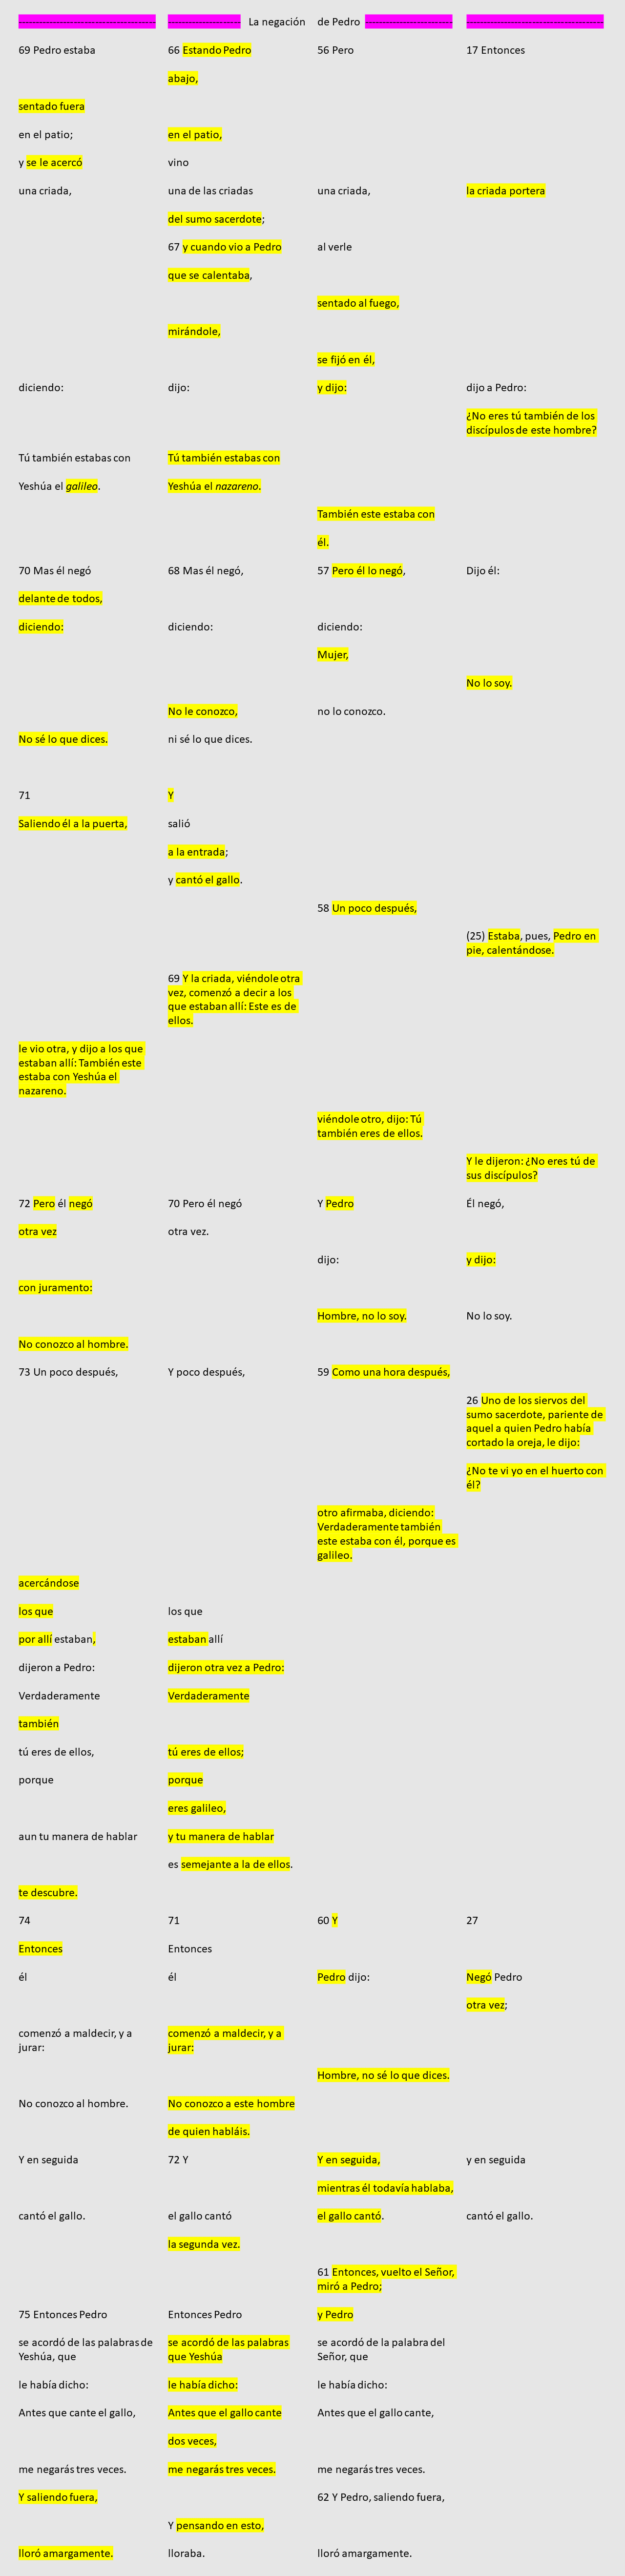 La negación de Pedro
69 Pedro estaba 66 Estando Pedro 56 Pero 17 Entonces
abajo,
sentado fuera
en el patio; en el patio,
y se le acercó vino
una criada, una de las criadas una criada, la criada portera
del sumo sacerdote;
67 y cuando vio a Pedro al verle
que se calentaba,
sentado al fuego,
mirándole,
se fijó en él,
diciendo: dijo: y dijo: dijo a Pedro:
¿No eres tú también de los
discípulos de este hombre?
Tú también estabas con Tú también estabas con
Yeshúa el galileo. Yeshúa el nazareno.
También este estaba con
él.
70 Mas él negó 68 Mas él negó, 57 Pero él lo negó, Dijo él:
delante de todos,
diciendo: diciendo: diciendo:
Mujer,
No lo soy.
No le conozco, no lo conozco.
No sé lo que dices. ni sé lo que dices.
71 Y
Saliendo él a la puerta, salió
a la entrada;
y cantó el gallo.
58 Un poco después,
(25) Estaba, pues, Pedro en
pie, calentándose.
69 Y la criada, viéndole otra
vez, comenzó a decir a los
que estaban allí: Este es de
ellos.
le vio otra, y dijo a los que
estaban allí: También este
estaba con Yeshúa el
nazareno.
viéndole otro, dijo: Tú
también eres de ellos.
Y le dijeron: ¿No eres tú de
sus discípulos?
72 Pero él negó 70 Pero él negó Y Pedro Él negó,
otra vez otra vez.
dijo: y dijo:
con juramento:
Hombre, no lo soy. No lo soy.
No conozco al hombre.
73 Un poco después, Y poco después, 59 Como una hora después,
26 Uno de los siervos del
sumo sacerdote, pariente de
aquel a quien Pedro había
cortado la oreja, le dijo:
¿No te vi yo en el huerto con
él?
otro afirmaba, diciendo:
Verdaderamente también
este estaba con él, porque es
galileo.
acercándose
los que los que
por allí estaban, estaban allí
dijeron a Pedro: dijeron otra vez a Pedro:
Verdaderamente Verdaderamente
también
tú eres de ellos, tú eres de ellos;
porque porque
eres galileo,
aun tu manera de hablar y tu manera de hablar
es semejante a la de ellos.
te descubre.
74 71 60 Y 27
Entonces Entonces
él él Pedro dijo: Negó Pedro
otra vez;
comenzó a maldecir, y a comenzó a maldecir, y a
jurar: jurar:
Hombre, no sé lo que dices.
No conozco al hombre. No conozco a este hombre
de quien habláis.
Y en seguida 72 Y Y en seguida, y en seguida
mientras él todavía hablaba,
cantó el gallo. el gallo cantó el gallo cantó. cantó el gallo.
la segunda vez.
61 Entonces, vuelto el Señor,
miró a Pedro;
75 Entonces Pedro Entonces Pedro y Pedro
se acordó de las palabras de se acordó de las palabras se acordó de la palabra del
Yeshúa, que que Yeshúa Señor, que
le había dicho: le había dicho: le había dicho:
Antes que cante el gallo, Antes que el gallo cante Antes que el gallo cante,
dos veces,
me negarás tres veces. me negarás tres veces. me negarás tres veces.
Y saliendo fuera, 62 Y Pedro, saliendo fuera,
Y pensando en esto,
lloró amargamente. lloraba. lloró amargamente.